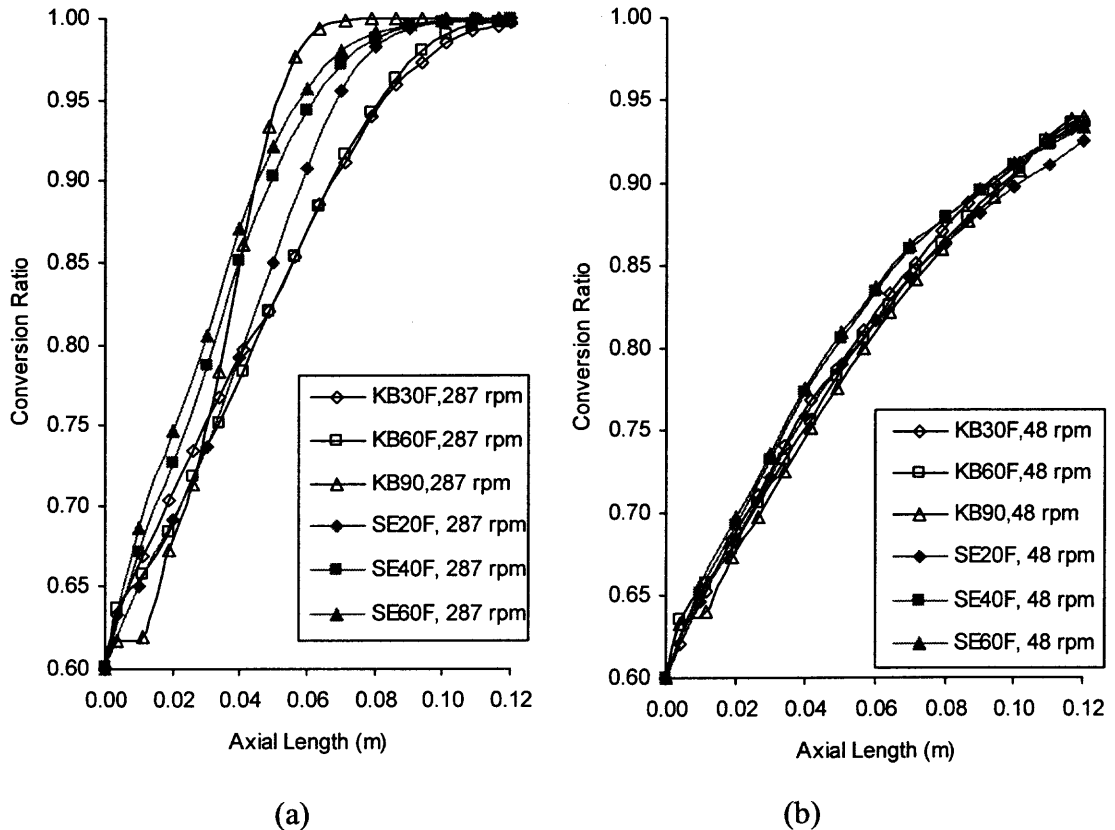 1.00
0.95
0.90
0.85
0.80
0.75
0.70
0.65
0.60
Conversion Ratio
0.00 0.02 0.04 0.06 0.08 0.10 0.12
Axial Length (m)
KB30F,287 rpm
KB60F,287 rpm
KB90,287 rpm
SE20F, 287 rpm
SE40F, 287 rpm
SE60F, 287 rpm
(a)
1.00
0.95
0.90
0.85
0.80
0.75
0.70
0.65
0.60
Conversion Ratio
0.00 0.02 0.04 0.06 0.08 0.10 0.12
Axial Length (m)
KB30F,48 rpm
KB60F,48 rpm
KB90,48 rpm
SE20F, 48 rpm
SE40F, 48 rpm
SE60F, 48 rpm
(b)